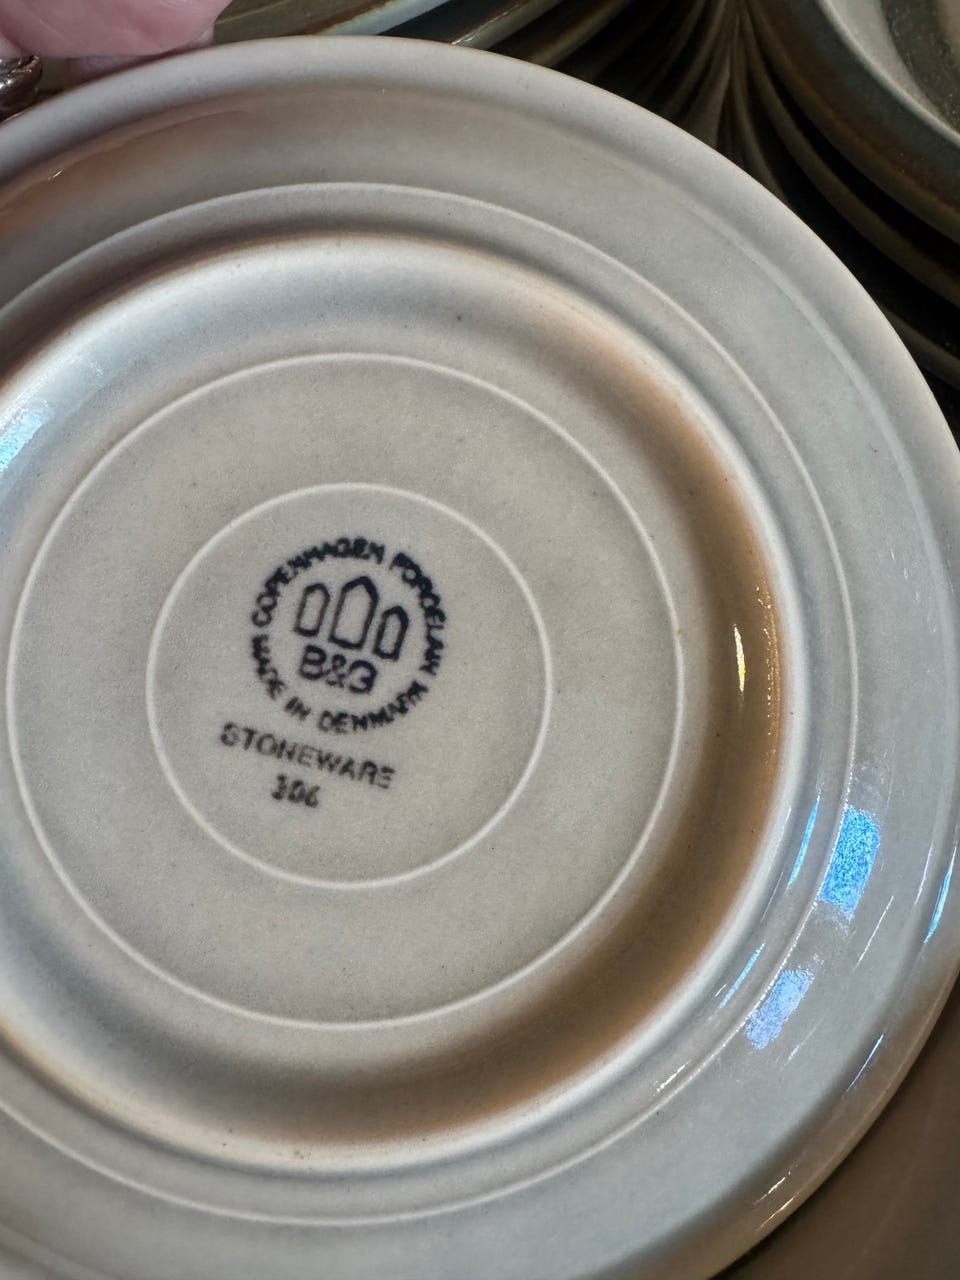 COPENHAGEN PORCELAIN
B&G
MADE IN DENMARK
STONEWARE
306